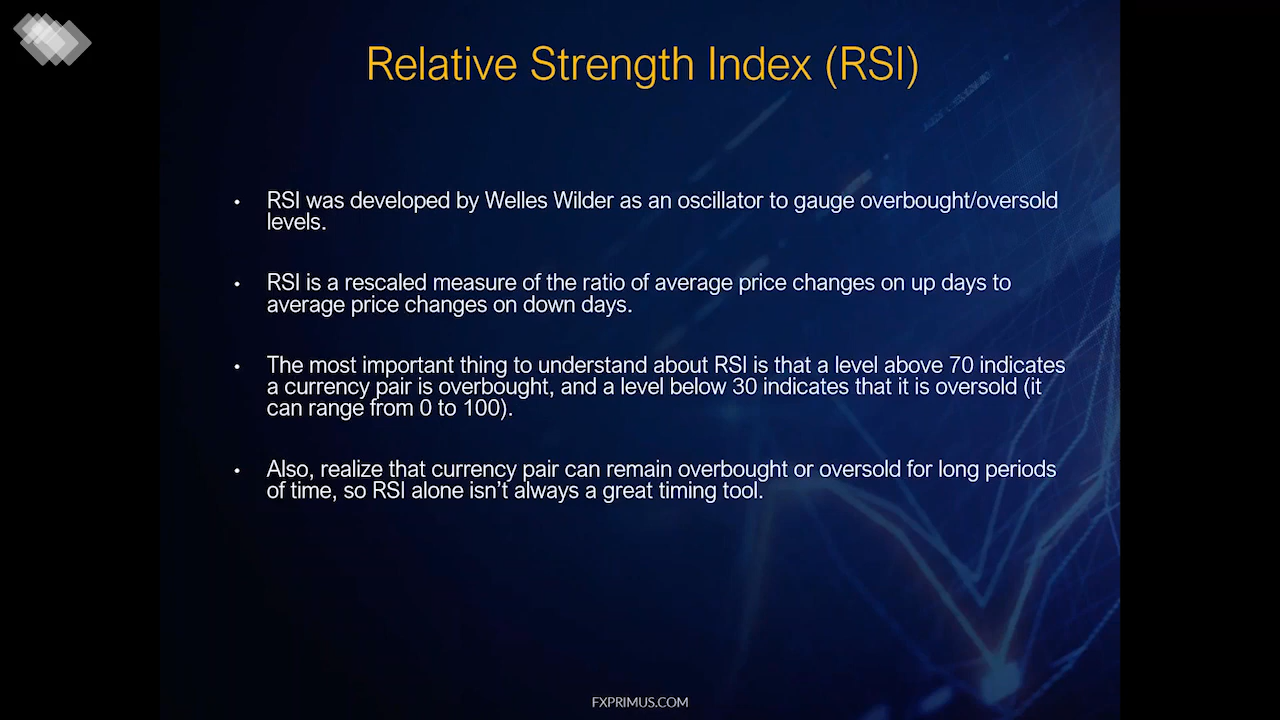 Relative Strength Index (RSI)
• RSI was developed by Welles Wilder as an oscillator to gauge overbought/oversold
levels.
• RSI is a rescaled measure of the ratio of average price changes on up days to
average price changes on down days.
• The most important thing to understand about RSI is that a level above 70 indicates
a currency pair is overbought, and a level below 30 indicates that it is oversold (it
can range from 0 to 100).
• Also, realize that currency pair can remain overbought or oversold for long periods
of time, so RSI alone isn’t always a great timing tool.
FXPRIMUS.COM